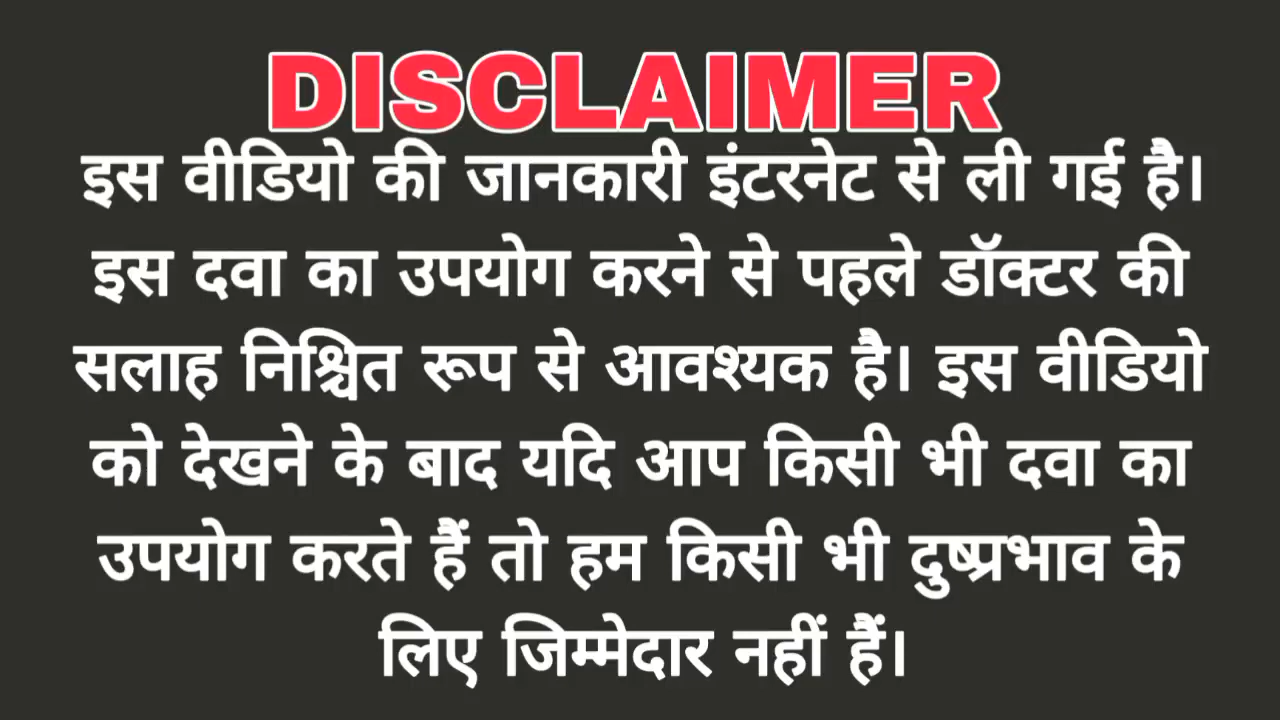 DISCLAIMER
इस वीडियो की जानकारी इंटरनेट से ली गई है।
इस दवा का उपयोग करने से पहले डॉक्टर की
सलाह निश्चित रूप से आवश्यक है। इस वीडियो
को देखने के बाद यदि आप किसी भी दवा का
उपयोग करते हैं तो हम किसी भी दुष्प्रभाव के
लिए जिम्मेदार नहीं हैं।